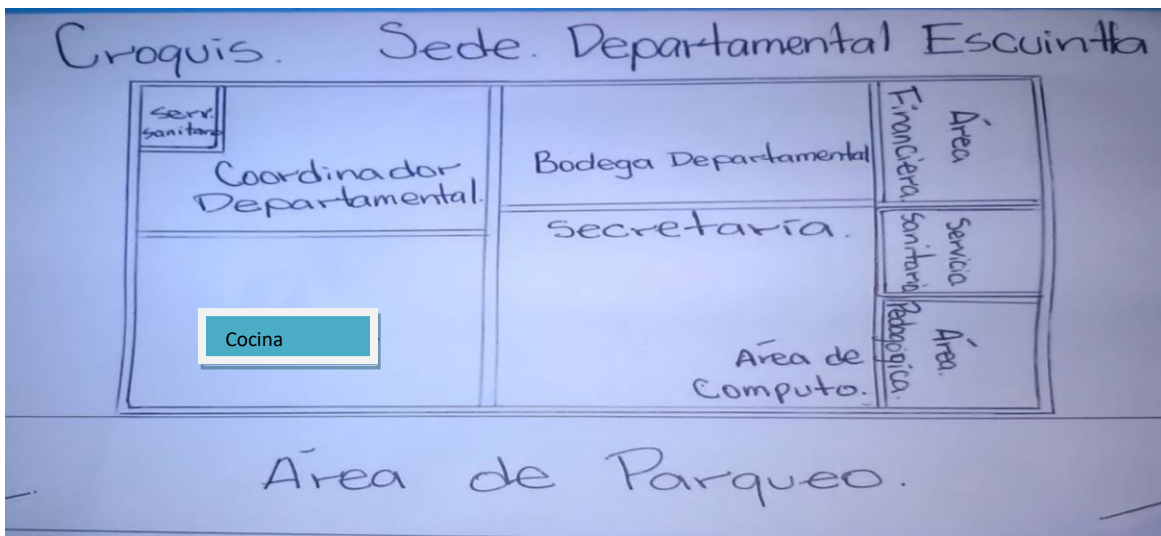 Croquis. Sede. Departamental Escuintla
Serv.
Sanitario
Coordinador
Departamental.
Bodega Departamental
Área
Financiera.
Secretaría.
Servicio
Sanitario
Cocina
Área de
Computo.
Área.
Pedagógica.
Área de Parqueo.